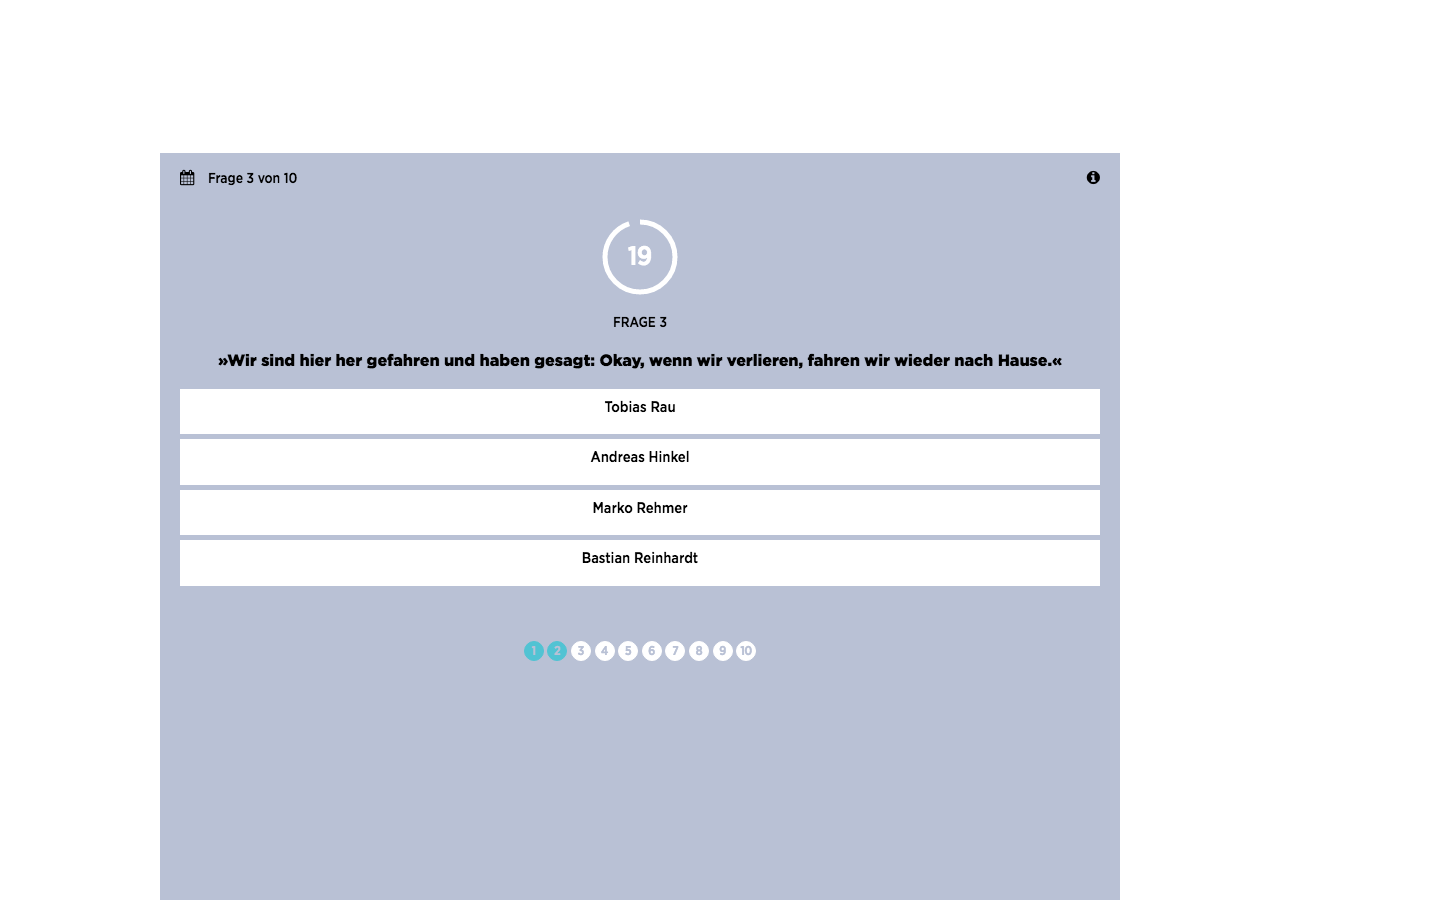 Frage 3 von 10
19
FRAGE 3
»Wir sind hier her gefahren und haben gesagt: Okay, wenn wir verlieren, fahren wir wieder nach Hause.«
Tobias Rau
Andreas Hinkel
Marko Rehmer
Bastian Reinhardt
1 2 3 4 5 6 7 8 9 10